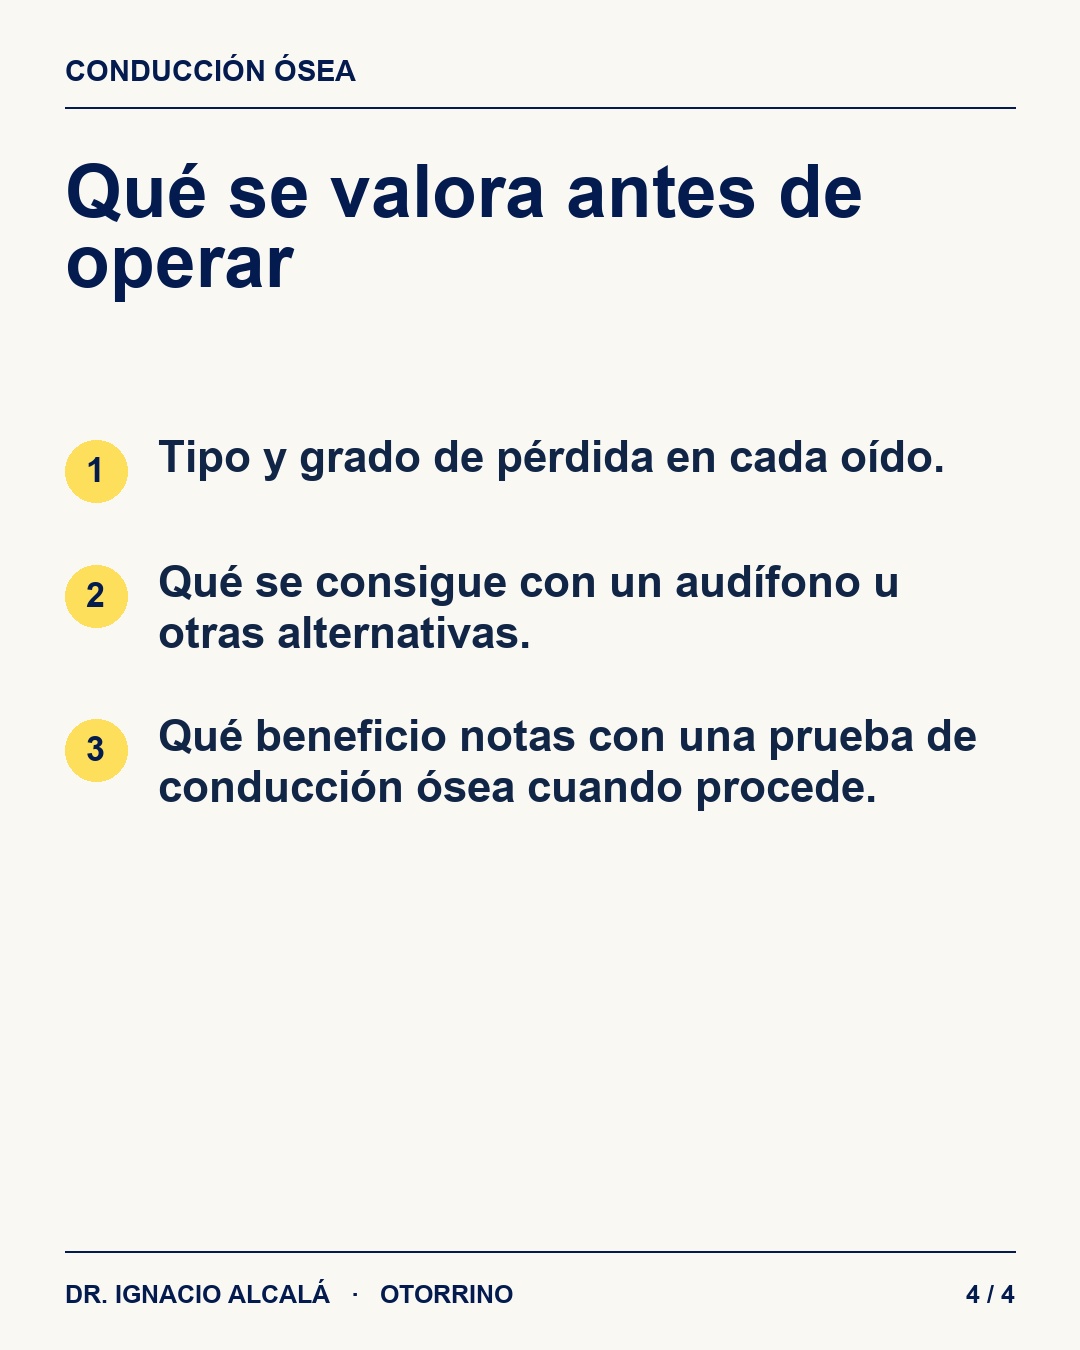 CONDUCCIÓN ÓSEA
Qué se valora antes de
operar
1 Tipo y grado de pérdida en cada oído.
2 Qué se consigue con un audífono u
otras alternativas.
3 Qué beneficio notas con una prueba de
conducción ósea cuando procede.
DR. IGNACIO ALCALÁ · OTORRINO 4 / 4